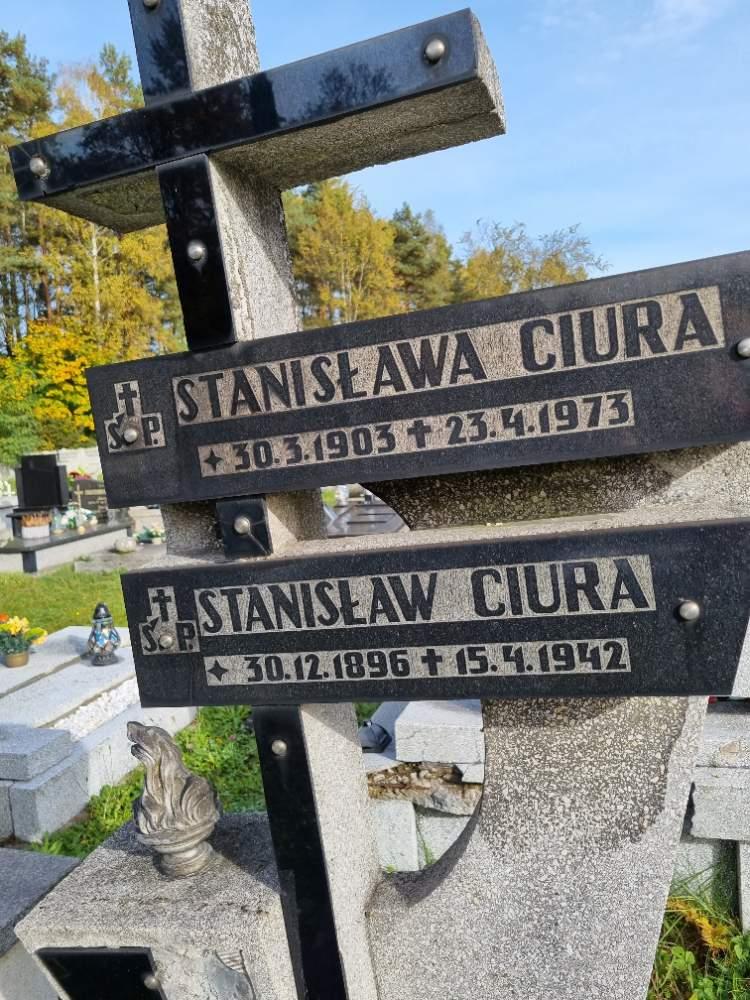 Ś P. STANISŁAWA CIURA
30.3.1903 ✝ 23.4.1973
Ś P. STANISŁAW CIURA
30.12.1896 ✝ 15.4.1942